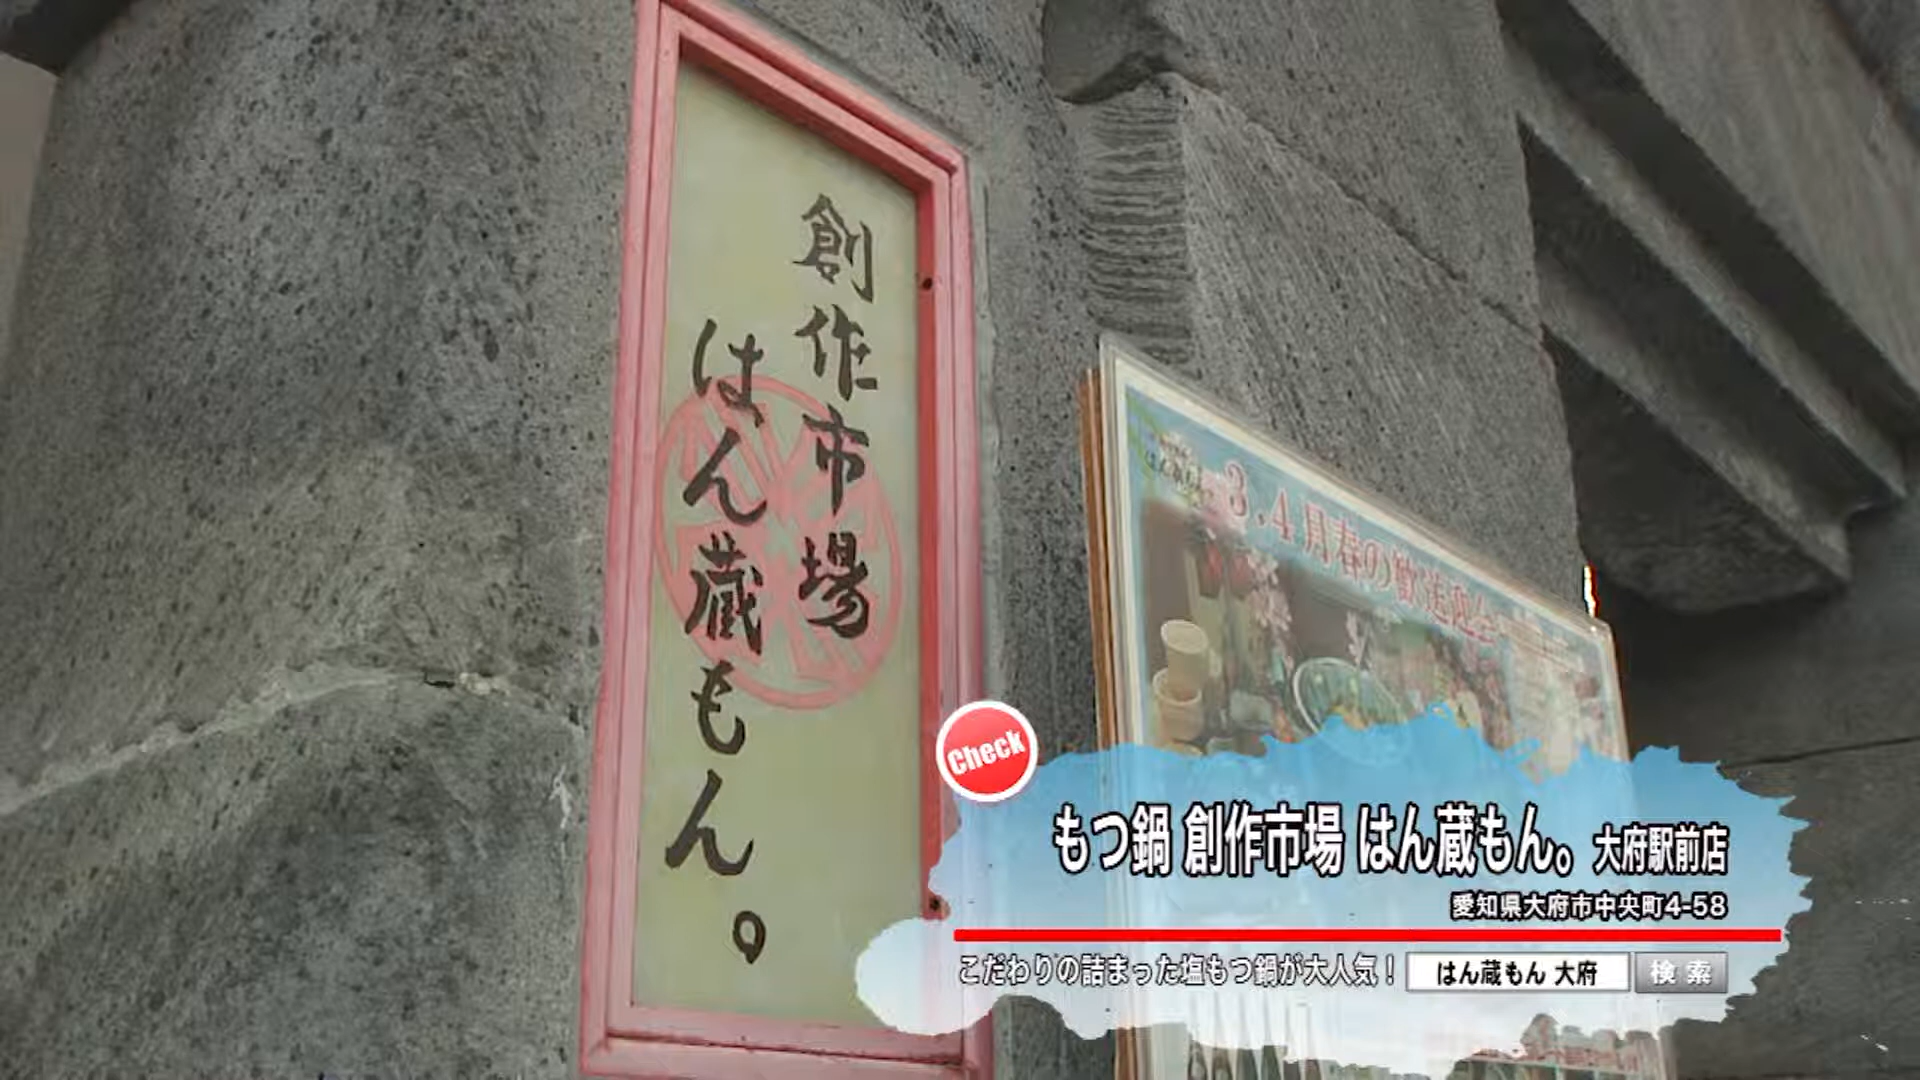 創作市場
はん蔵もん。
3.4月春の歓送迎会
Check
もつ鍋 創作市場 はん蔵もん。大府駅前店
愛知県大府市中央町4-58
こだわりの詰まった塩もつ鍋が大人気!
はん蔵もん 大府 検索